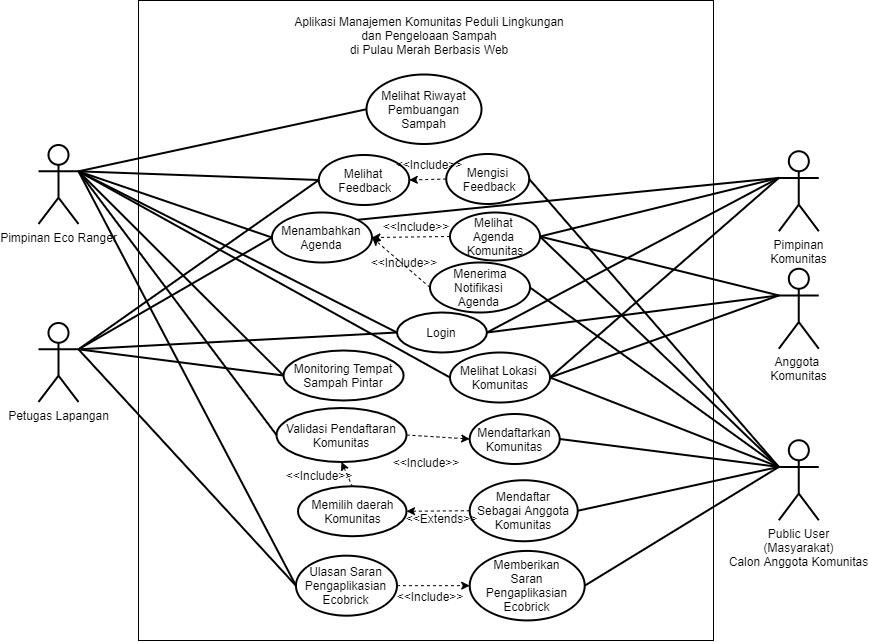 Aplikasi Manajemen Komunitas Peduli Lingkungan
dan Pengeloaan Sampah
di Pulau Merah Berbasis Web
Melihat Riwayat
Pembuangan
Sampah
Melihat
Feedback
<<Include>>
Mengisi
Feedback
Menambahkan
Agenda
<<Include>>
Melihat
Agenda
Komunitas
<<Include>>
Menerima
Notifikasi
Agenda
Login
Monitoring Tempat
Sampah Pintar
Melihat Lokasi
Komunitas
Validasi Pendaftaran
Komunitas
<<Include>>
Mendaftarkan
Komunitas
<<Include>>
Memilih daerah
Komunitas
<<Extends>>
Mendaftar
Sebagai Anggota
Komunitas
Ulasan Saran
Pengaplikasian
Ecobrick
<<Include>>
Memberikan
Saran
Pengaplikasian
Ecobrick
Pimpinan Eco Ranger
Petugas Lapangan
Pimpinan
Komunitas
Anggota
Komunitas
Public User
(Masyarakat)
Calon Anggota Komunitas